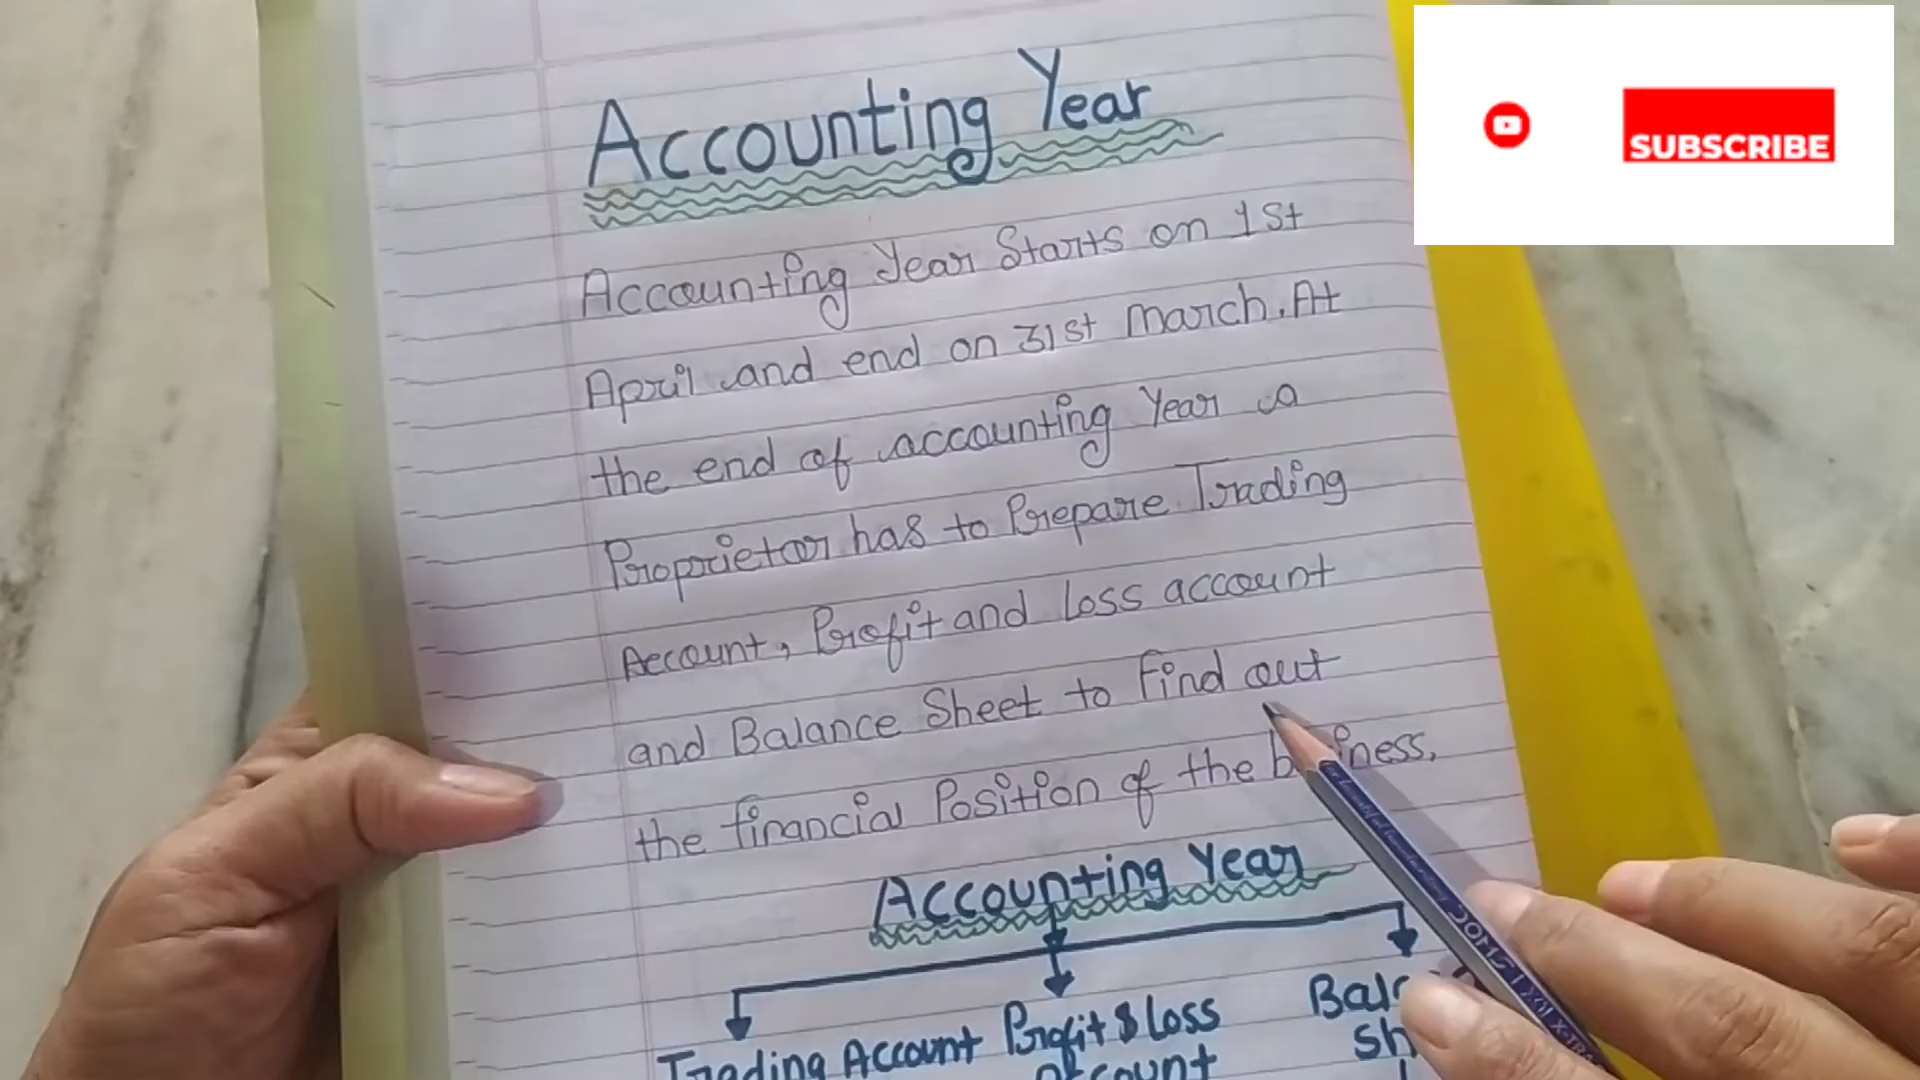 Accounting Year
SUBSCRIBE
Accounting Year Starts on 1st
April and end on 31st March. At
the end of accounting Year a
Proprietor has to Prepare Trading
Account, Profit and Loss account
and Balance Sheet to find out
the financial Position of the business.
Accounting Year
Trading Account
Profit & Loss
Account